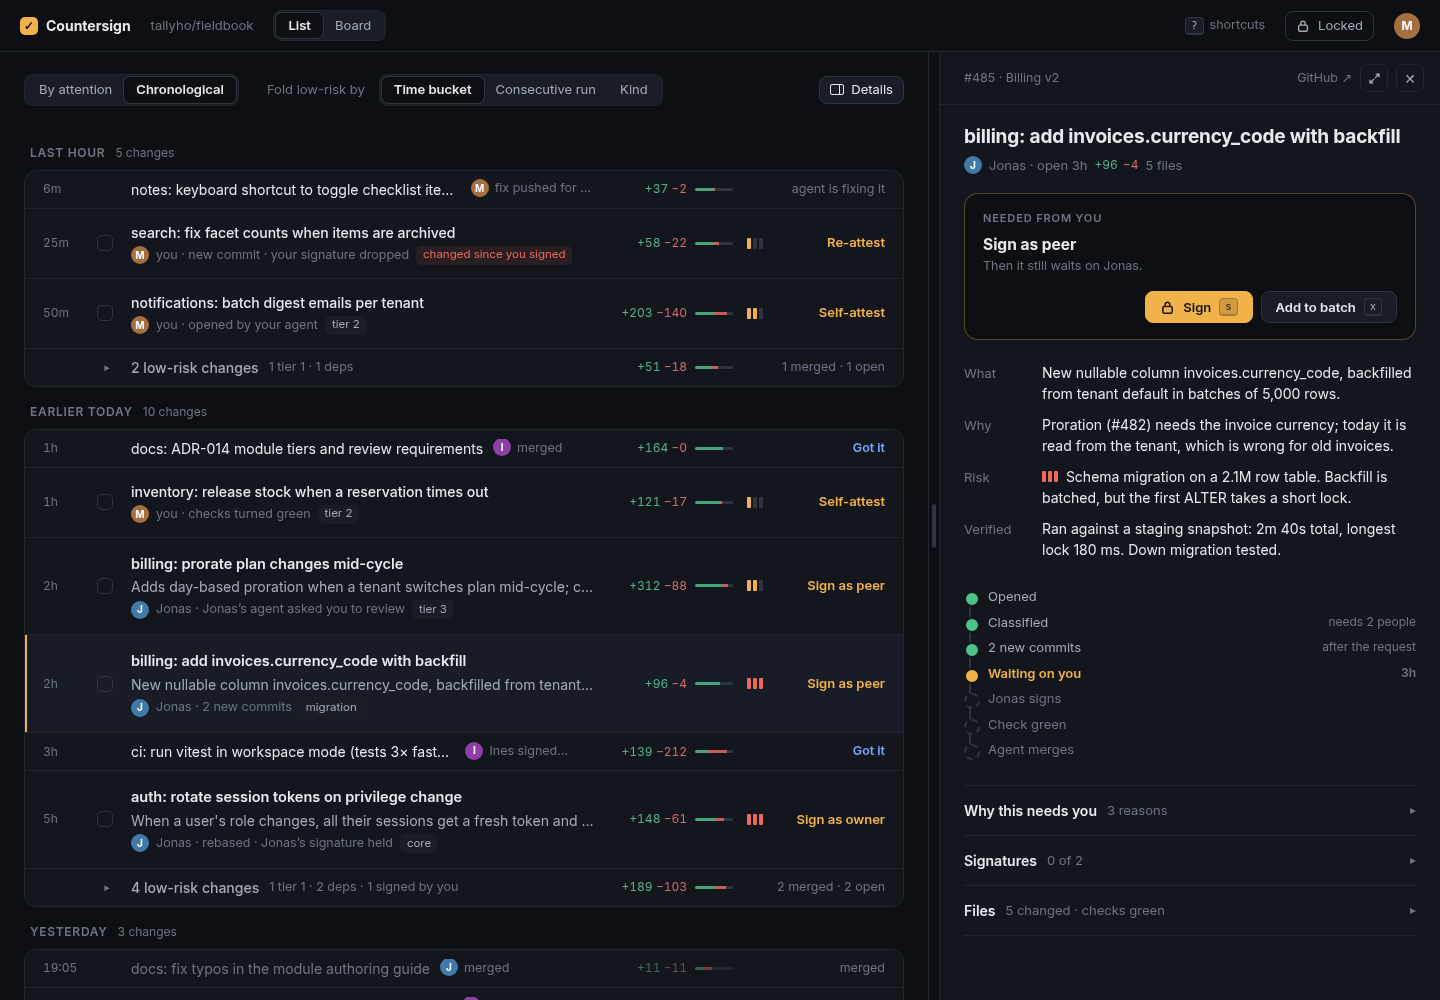 Countersign tallyho/fieldbook List Board ? shortcuts Locked M
By attention Chronological Fold low-risk by Time bucket Consecutive run Kind Details
LAST HOUR 5 changes
6m notes: keyboard shortcut to toggle checklist ite... M fix pushed for ... +37 −2 agent is fixing it
25m search: fix facet counts when items are archived +58 −22 Re-attest
M you · new commit · your signature dropped changed since you signed
50m notifications: batch digest emails per tenant +203 −140 Self-attest
M you · opened by your agent tier 2
▸ 2 low-risk changes 1 tier 1 · 1 deps +51 −18 1 merged · 1 open
EARLIER TODAY 10 changes
1h docs: ADR-014 module tiers and review requirements I merged +164 −0 Got it
1h inventory: release stock when a reservation times out +121 −17 Self-attest
M you · checks turned green tier 2
billing: prorate plan changes mid-cycle
2h Adds day-based proration when a tenant switches plan mid-cycle; c... +312 −88 Sign as peer
J Jonas · Jonas’s agent asked you to review tier 3
billing: add invoices.currency_code with backfill
2h New nullable column invoices.currency_code, backfilled from tenant... +96 −4 Sign as peer
J Jonas · 2 new commits migration
3h ci: run vitest in workspace mode (tests 3× fast... I Ines signed... +139 −212 Got it
auth: rotate session tokens on privilege change
5h When a user's role changes, all their sessions get a fresh token and ... +148 −61 Sign as owner
J Jonas · rebased · Jonas’s signature held core
▸ 4 low-risk changes 1 tier 1 · 2 deps · 1 signed by you +189 −103 2 merged · 2 open
YESTERDAY 3 changes
19:05 docs: fix typos in the module authoring guide J merged +11 −11 merged
#485 · Billing v2 GitHub ↗
billing: add invoices.currency_code with backfill
J Jonas · open 3h +96 −4 5 files
NEEDED FROM YOU
Sign as peer
Then it still waits on Jonas.
Sign s Add to batch x
What New nullable column invoices.currency_code, backfilled
from tenant default in batches of 5,000 rows.
Why Proration (#482) needs the invoice currency; today it is
read from the tenant, which is wrong for old invoices.
Risk Schema migration on a 2.1M row table. Backfill is
batched, but the first ALTER takes a short lock.
Verified Ran against a staging snapshot: 2m 40s total, longest
lock 180 ms. Down migration tested.
Opened
Classified needs 2 people
2 new commits after the request
Waiting on you 3h
Jonas signs
Check green
Agent merges
Why this needs you 3 reasons ▸
Signatures 0 of 2 ▸
Files 5 changed · checks green ▸